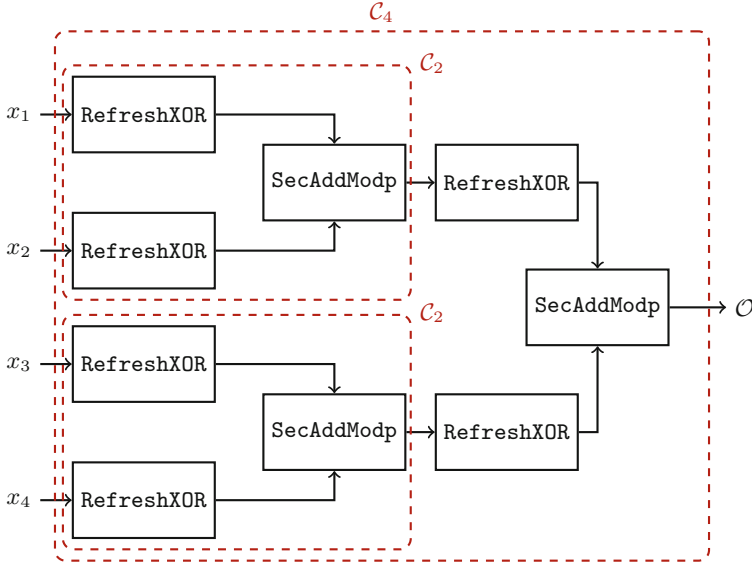 𝒞₄
𝒞₂
x₁ RefreshXOR
SecAddModp RefreshXOR
x₂ RefreshXOR
SecAddModp 𝒪
𝒞₂
x₃ RefreshXOR
SecAddModp RefreshXOR
x₄ RefreshXOR